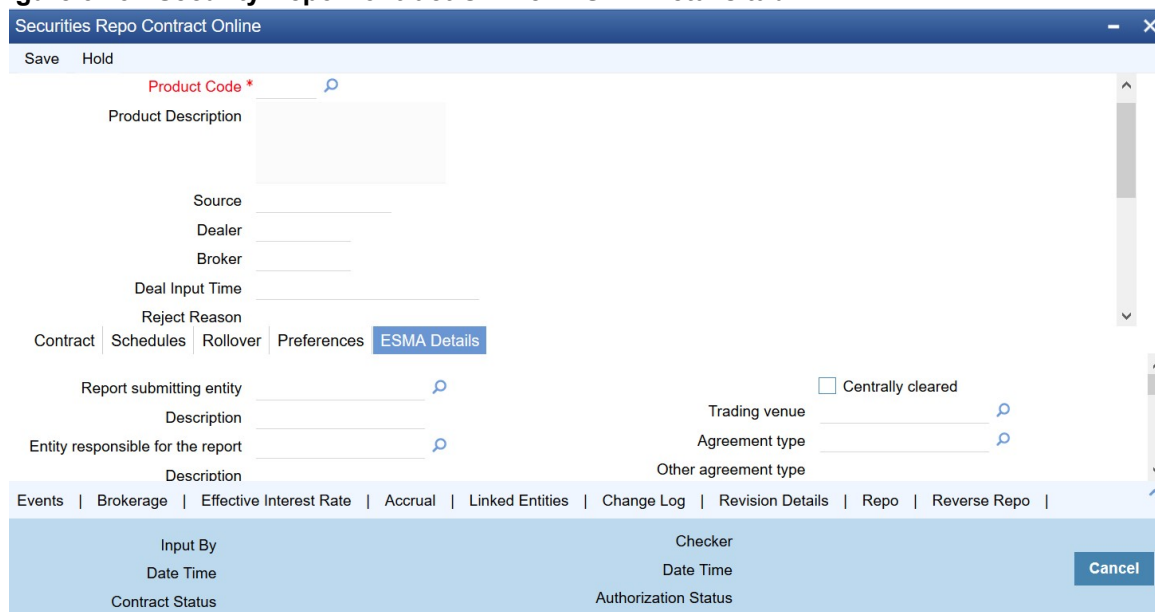 Securities Repo Contract Online
Save Hold
Product Code *
Product Description
Source
Dealer
Broker
Deal Input Time
Reject Reason
Contract Schedules Rollover Preferences ESMA Details
Report submitting entity
Description
Entity responsible for the report
Description
Centrally cleared
Trading venue
Agreement type
Other agreement type
Events | Brokerage | Effective Interest Rate | Accrual | Linked Entities | Change Log | Revision Details | Repo | Reverse Repo |
Input By
Date Time
Contract Status
Checker
Date Time
Authorization Status
Cancel